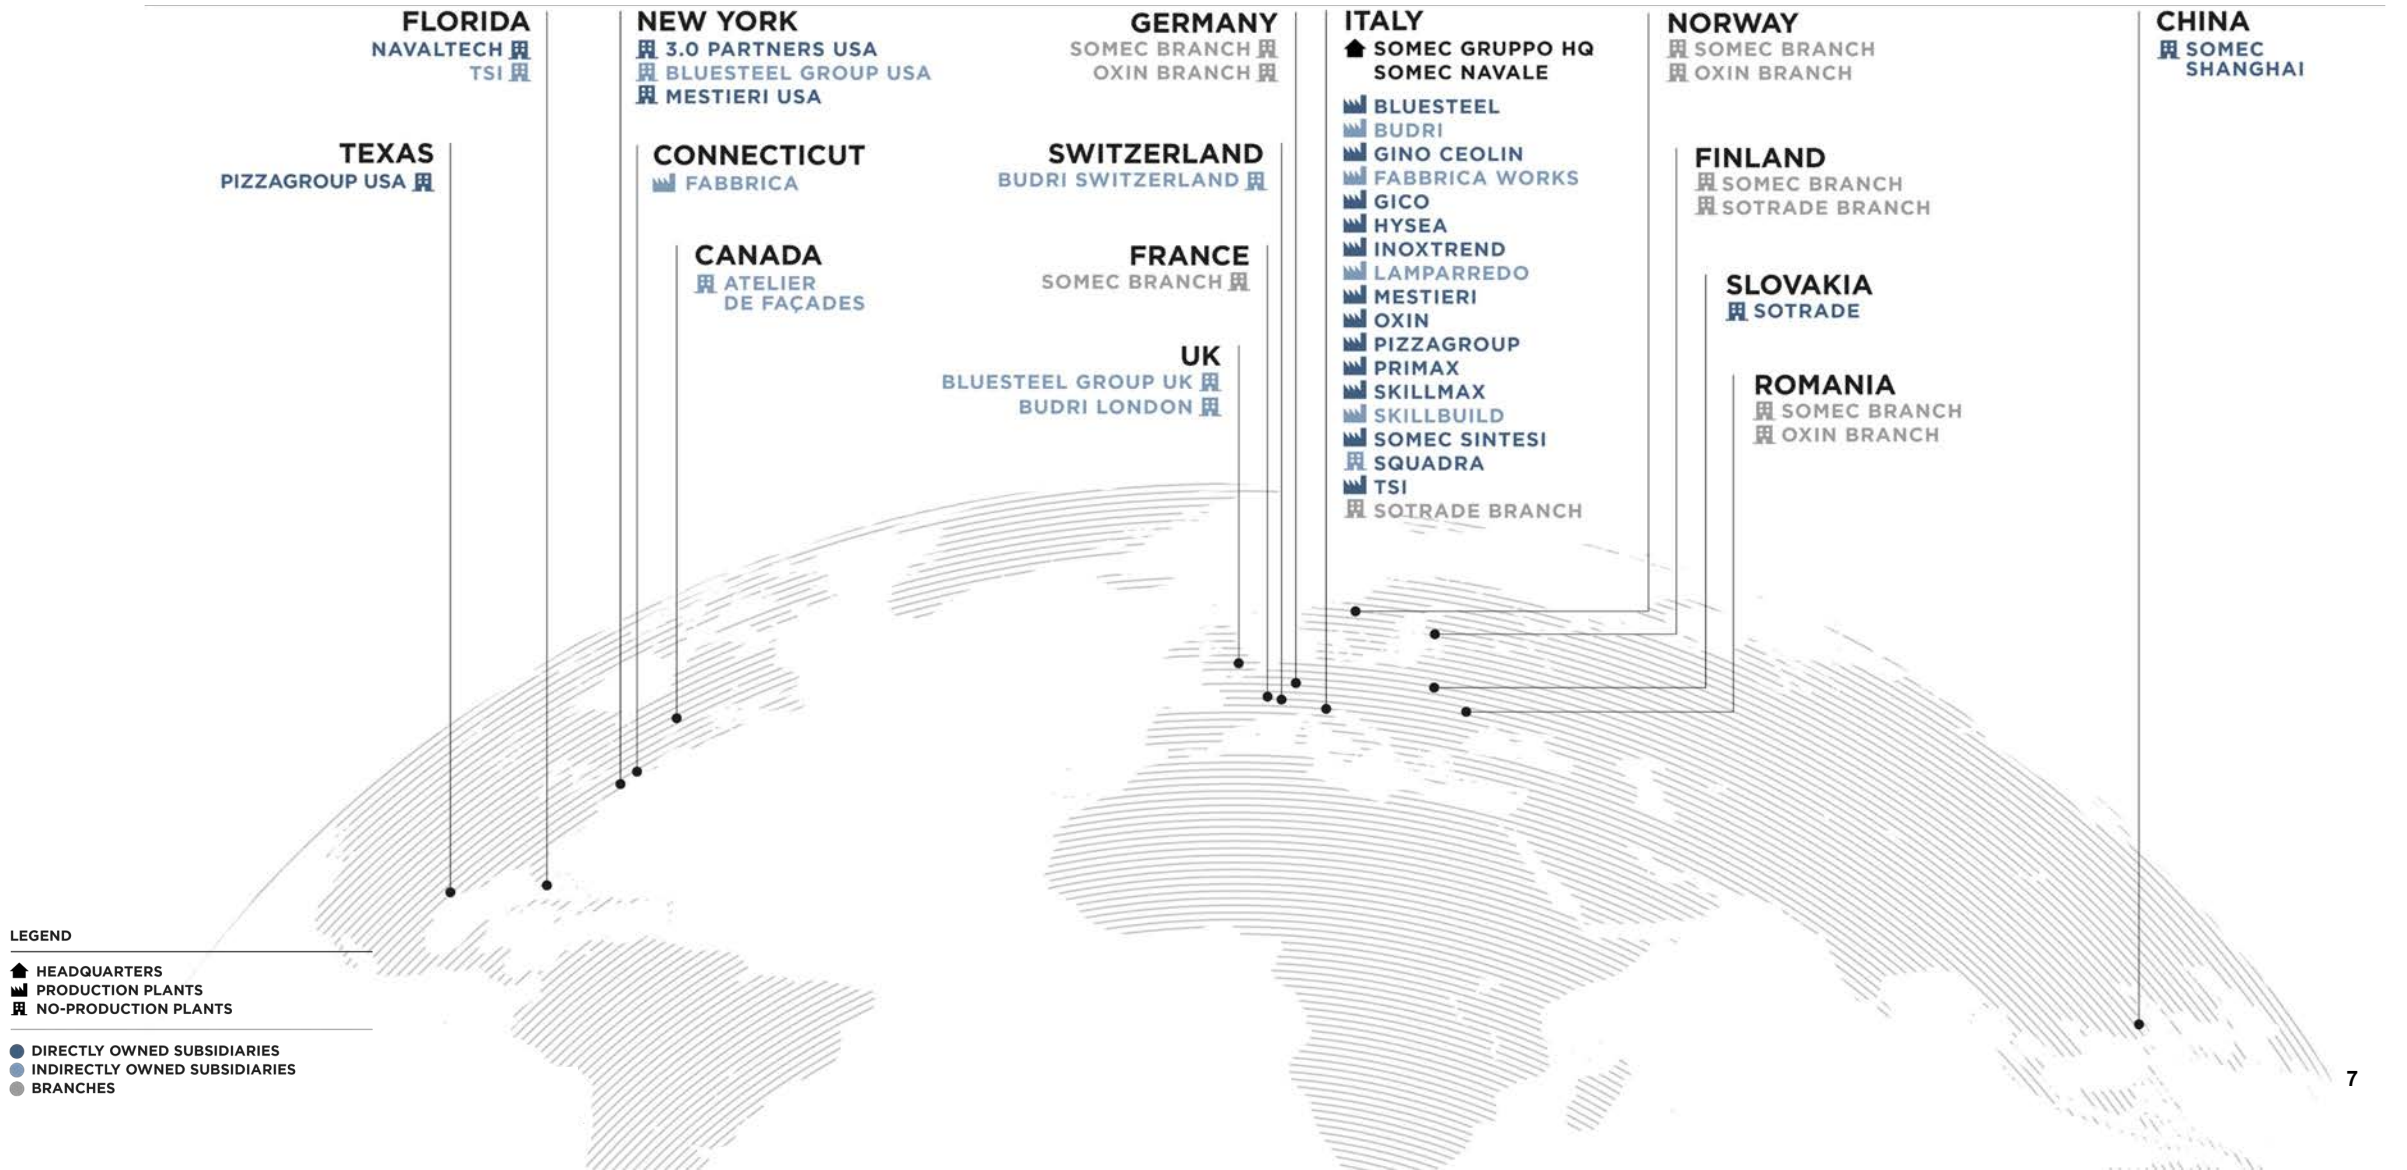 FLORIDA
NAVALTECH
TSI
NEW YORK
3.0 PARTNERS USA
BLUESTEEL GROUP USA
MESTIERI USA
GERMANY
SOMEC BRANCH
OXIN BRANCH
ITALY
SOMEC GRUPPO HQ
SOMEC NAVALE
BLUESTEEL
BUDRI
GINO CEOLIN
FABBRICA WORKS
GICO
HYSEA
INOXTREND
LAMPARREDO
MESTIERI
OXIN
PIZZAGROUP
PRIMAX
SKILLMAX
SKILLBUILD
SOMEC SINTESI
SQUADRA
TSI
SOTRADE BRANCH
NORWAY
SOMEC BRANCH
OXIN BRANCH
CHINA
SOMEC
SHANGHAI
TEXAS
PIZZAGROUP USA
CONNECTICUT
FABBRICA
SWITZERLAND
BUDRI SWITZERLAND
FINLAND
SOMEC BRANCH
SOTRADE BRANCH
CANADA
ATELIER
DE FAÇADES
FRANCE
SOMEC BRANCH
SLOVAKIA
SOTRADE
UK
BLUESTEEL GROUP UK
BUDRI LONDON
ROMANIA
SOMEC BRANCH
OXIN BRANCH
LEGEND
HEADQUARTERS
PRODUCTION PLANTS
NO-PRODUCTION PLANTS
DIRECTLY OWNED SUBSIDIARIES
INDIRECTLY OWNED SUBSIDIARIES
BRANCHES
7